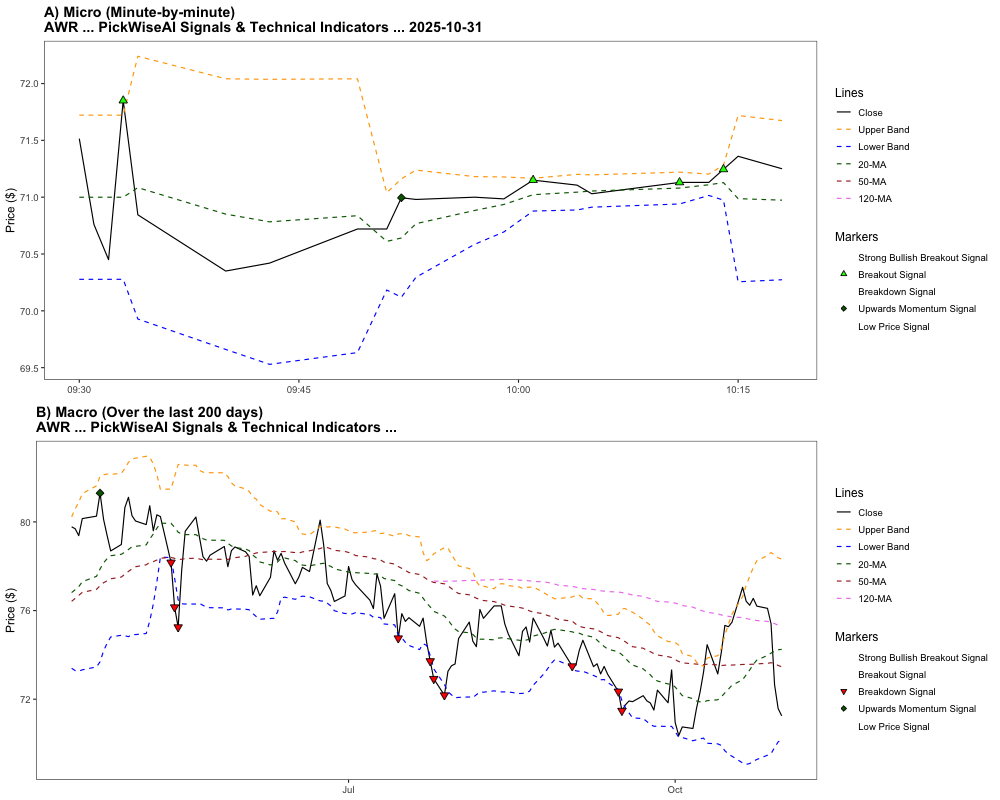 A) Micro (Minute-by-minute)
AWR ... PickWiseAI Signals & Technical Indicators ... 2025-10-31
Price ($)
72.0
71.5
71.0
70.5
70.0
69.5
09:30
09:45
10:00
10:15
Lines
Close
Upper Band
Lower Band
20-MA
50-MA
120-MA
Markers
Strong Bullish Breakout Signal
Breakout Signal
Breakdown Signal
Upwards Momentum Signal
Low Price Signal
B) Macro (Over the last 200 days)
AWR ... PickWiseAI Signals & Technical Indicators ...
Price ($)
80
76
72
Jul
Oct
Lines
Close
Upper Band
Lower Band
20-MA
50-MA
120-MA
Markers
Strong Bullish Breakout Signal
Breakout Signal
Breakdown Signal
Upwards Momentum Signal
Low Price Signal